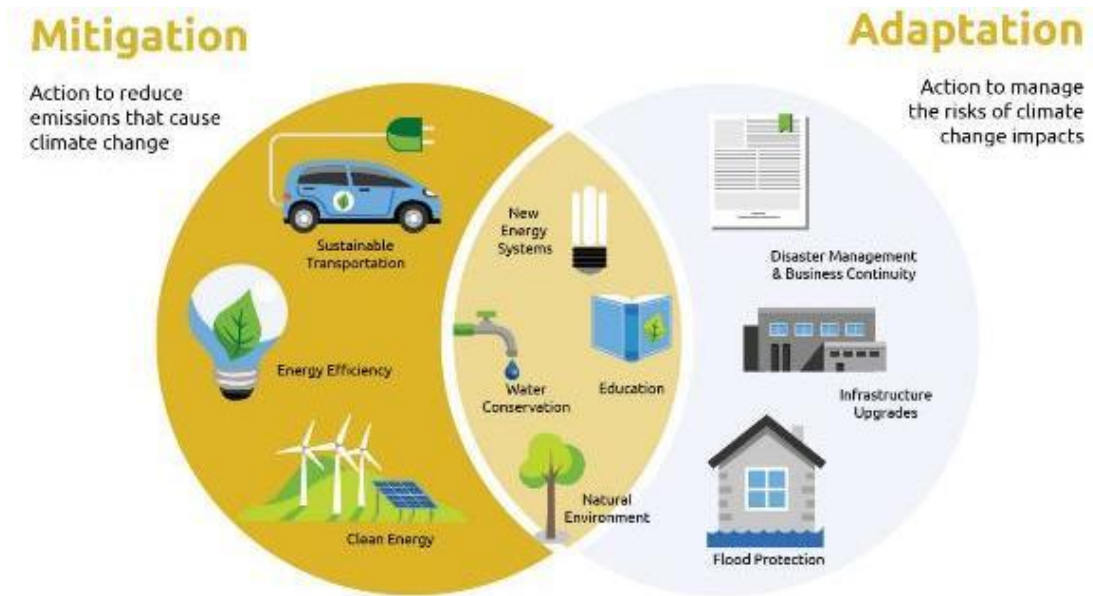 Mitigation
Action to reduce
emissions that cause
climate change
Adaptation
Action to manage
the risks of climate
change impacts
Sustainable
Transportation
Energy Efficiency
Clean Energy
New
Energy
Systems
Water
Conservation
Education
Natural
Environment
Disaster Management
& Business Continuity
Infrastructure
Upgrades
Flood Protection